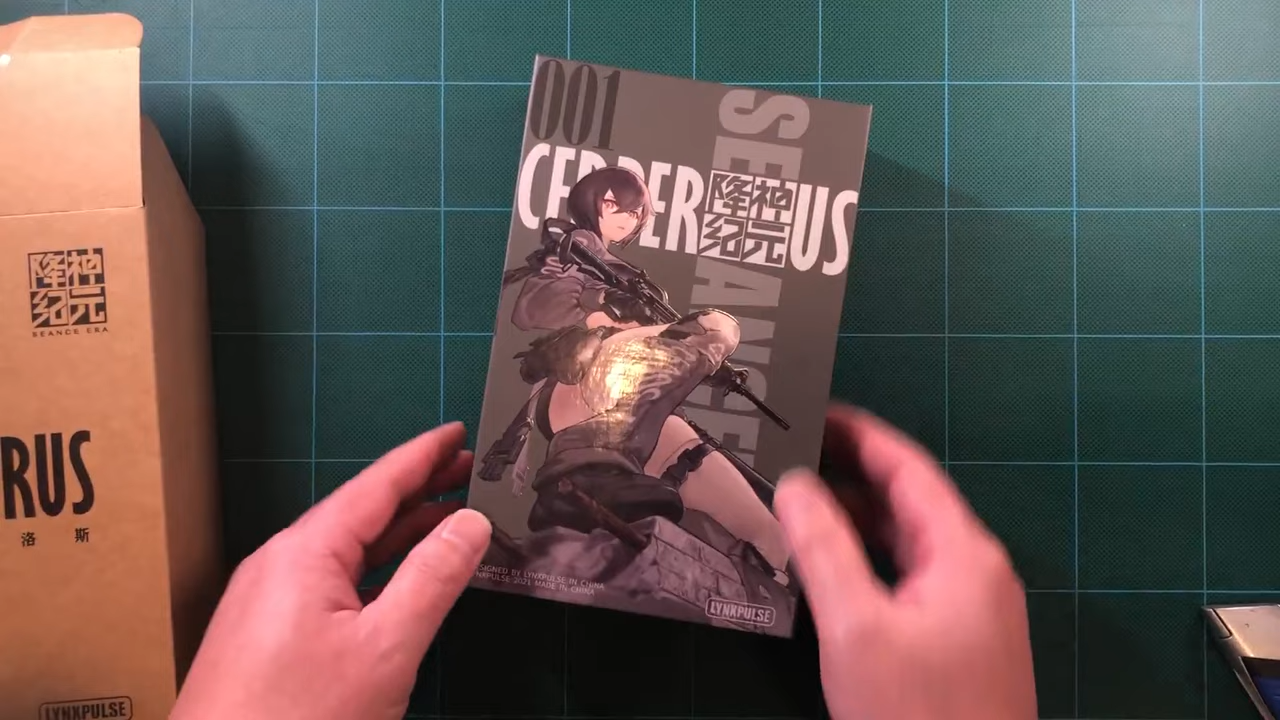 001
CERBERUS
降神
纪元
SEANCE
SIGNED BY LYNXPULSE IN CHINA
NXPULSE 2021 MADE IN CHINA
LYNXPULSE
降神
纪元
SEANCE ERA
RUS
洛 斯
LYNXPULSE